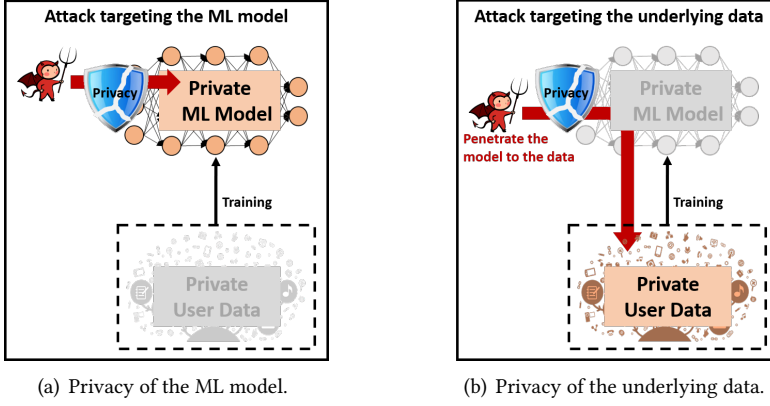 Attack targeting the ML model
Privacy
Private
ML Model
Training
Private
User Data
(a) Privacy of the ML model.
Attack targeting the underlying data
Privacy
Private
ML Model
Penetrate the
model to the data
Training
Private
User Data
(b) Privacy of the underlying data.